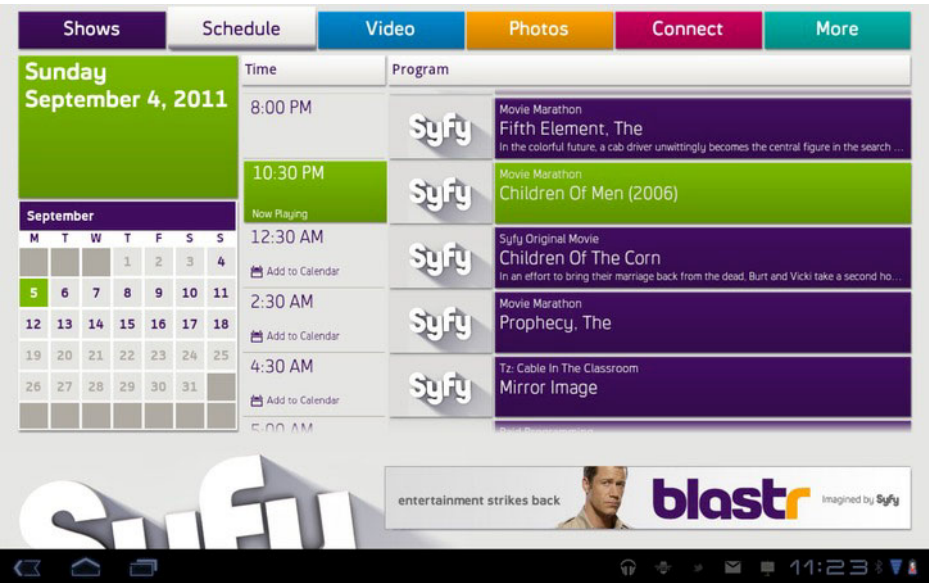 Shows Schedule Video Photos Connect More
Sunday
September 4, 2011
September
M T W T F S S
1 2 3 4
5 6 7 8 9 10 11
12 13 14 15 16 17 18
19 20 21 22 23 24 25
26 27 28 29 30 31
Time Program
8:00 PM
Syfy
Movie Marathon
Fifth Element, The
In the colorful future, a cab driver unwittingly becomes the central figure in the search ...
10:30 PM
Now Playing
Syfy
Movie Marathon
Children Of Men (2006)
12:30 AM
Add to Calendar
Syfy
Syfy Original Movie
Children Of The Corn
In an effort to bring their marriage back from the dead, Burt and Vicki take a second ho...
2:30 AM
Add to Calendar
Syfy
Movie Marathon
Prophecy, The
4:30 AM
Add to Calendar
Syfy
Tz: Cable In The Classroom
Mirror Image
5:00 AM
Paid Programming
Syfy
entertainment strikes back
blastr
Imagined by Syfy
11:23